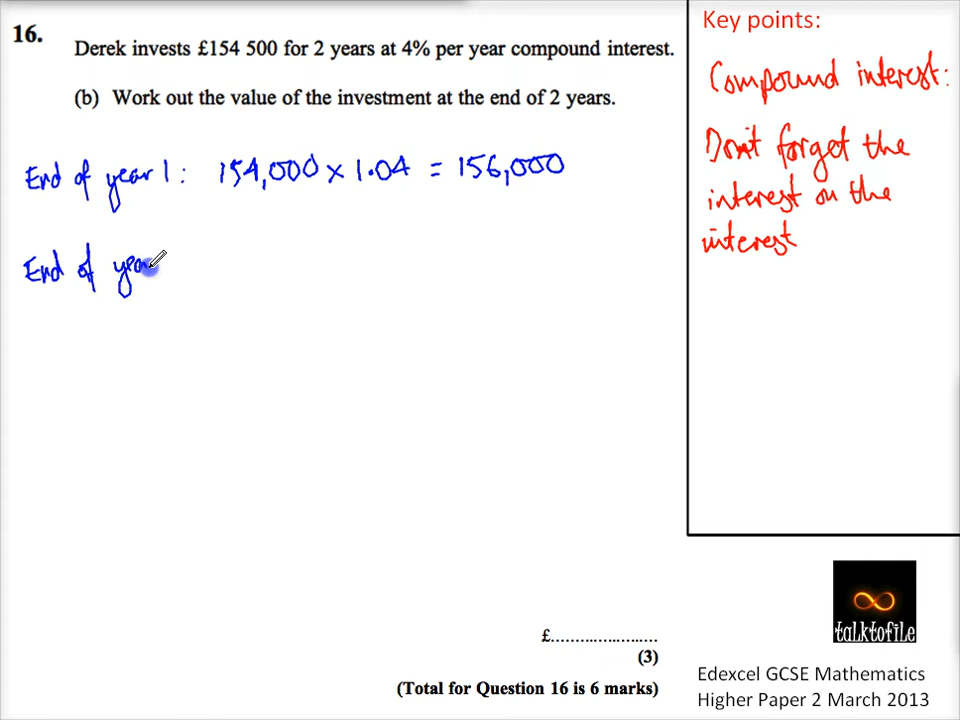 16.
Derek invests £154 500 for 2 years at 4% per year compound interest.
(b) Work out the value of the investment at the end of 2 years.
End of year 1 : 154,000 × 1.04 = 156,000
End of year
£.........…..…..….
(3)
(Total for Question 16 is 6 marks)
Key points:
Compound interest:
Don't forget the
interest on the
interest
talktofile
Edexcel GCSE Mathematics
Higher Paper 2 March 2013